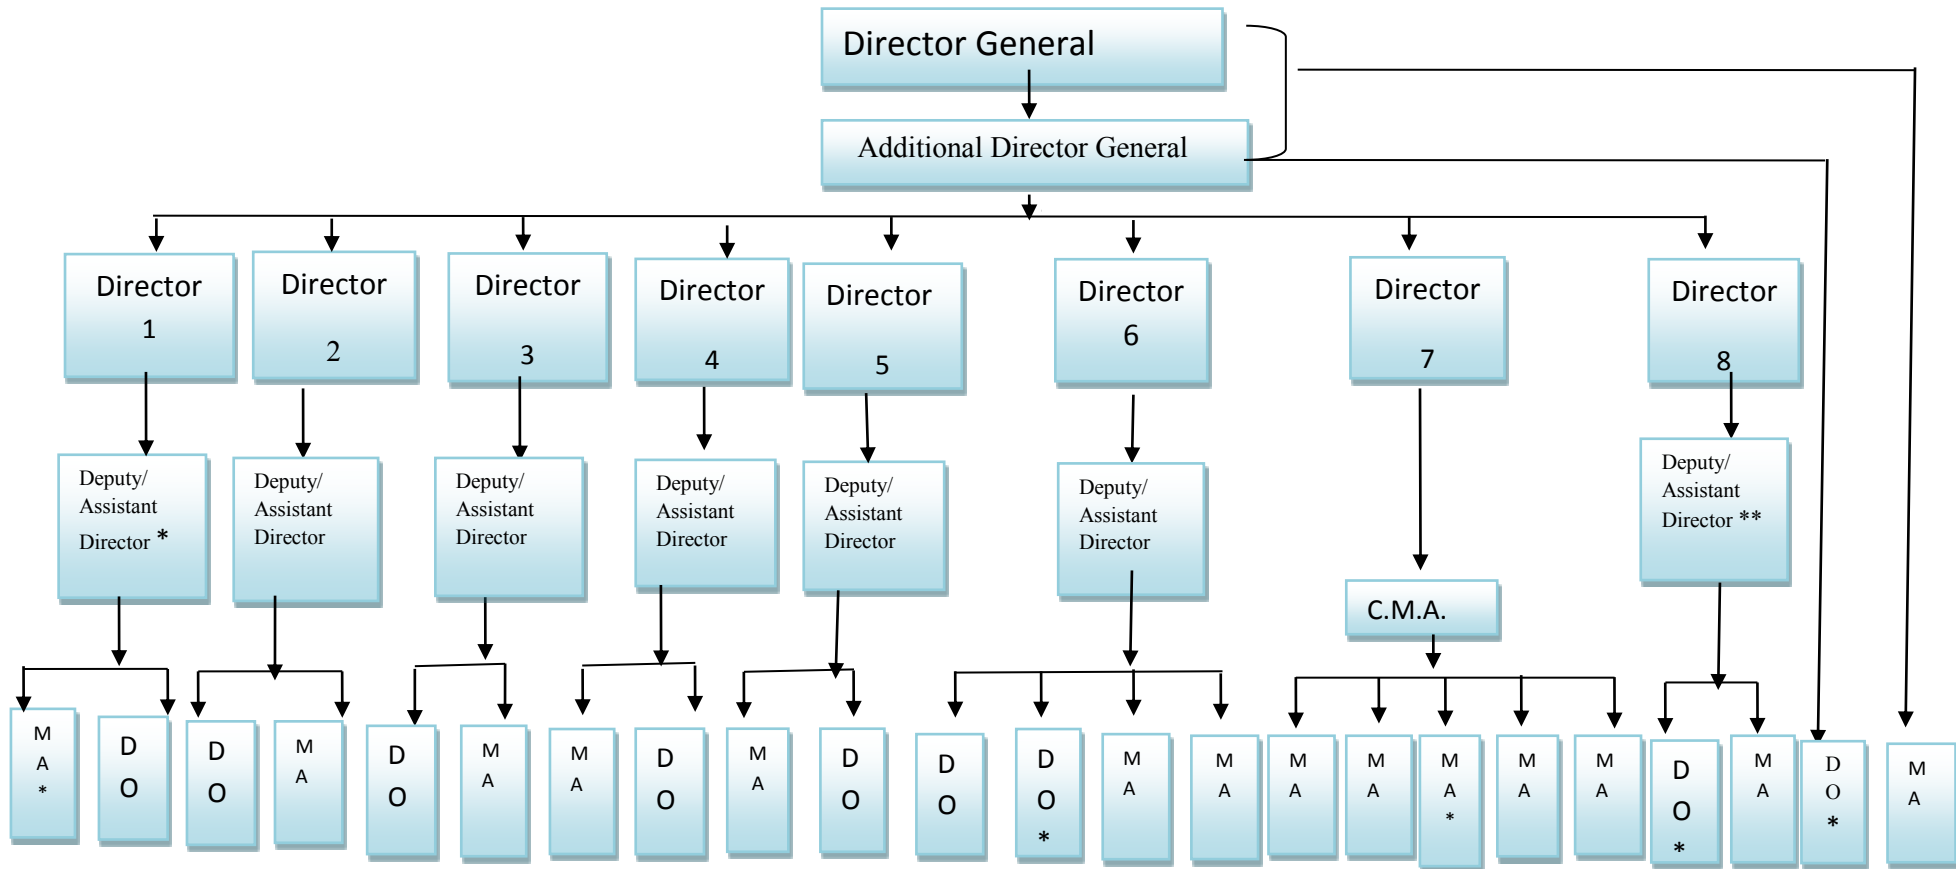 Director General
Additional Director General
Director
1
Director
2
Director
3
Director
4
Director
5
Director
6
Director
7
Director
8
Deputy/
Assistant
Director *
Deputy/
Assistant
Director
Deputy/
Assistant
Director
Deputy/
Assistant
Director
Deputy/
Assistant
Director
Deputy/
Assistant
Director
C.M.A.
Deputy/
Assistant
Director **
M
A
*
D
O
D
O
M
A
D
O
M
A
M
A
D
O
M
A
D
O
D
O
D
O
*
M
A
M
A
M
A
M
A
M
A
*
M
A
M
A
D
O
*
M
A
D
O
*
M
A